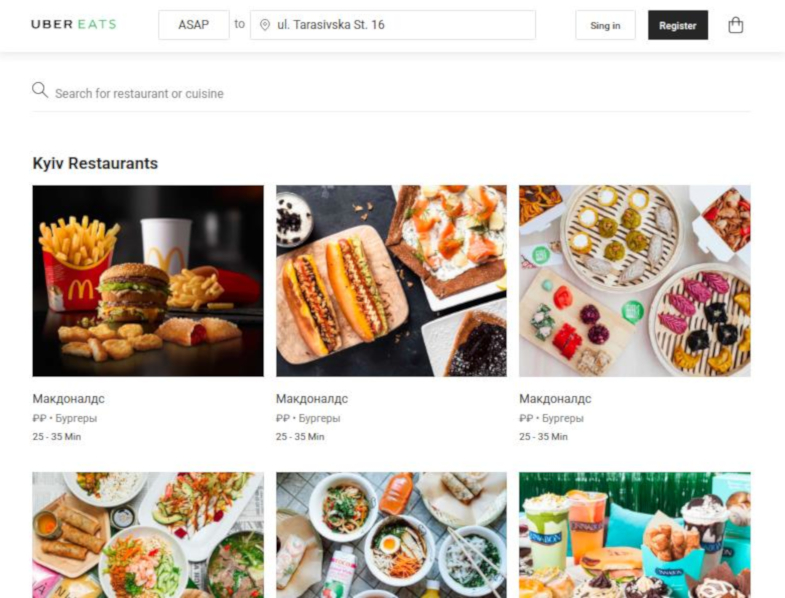 UBER EATS
ASAP to ul. Tarasivska St. 16 Sing in Register
Search for restaurant or cuisine
Kyiv Restaurants
Макдоналдс
₽₽ • Бургеры
25 - 35 Min
Макдоналдс
₽₽ • Бургеры
25 - 35 Min
Макдоналдс
₽₽ • Бургеры
25 - 35 Min
CINNABON